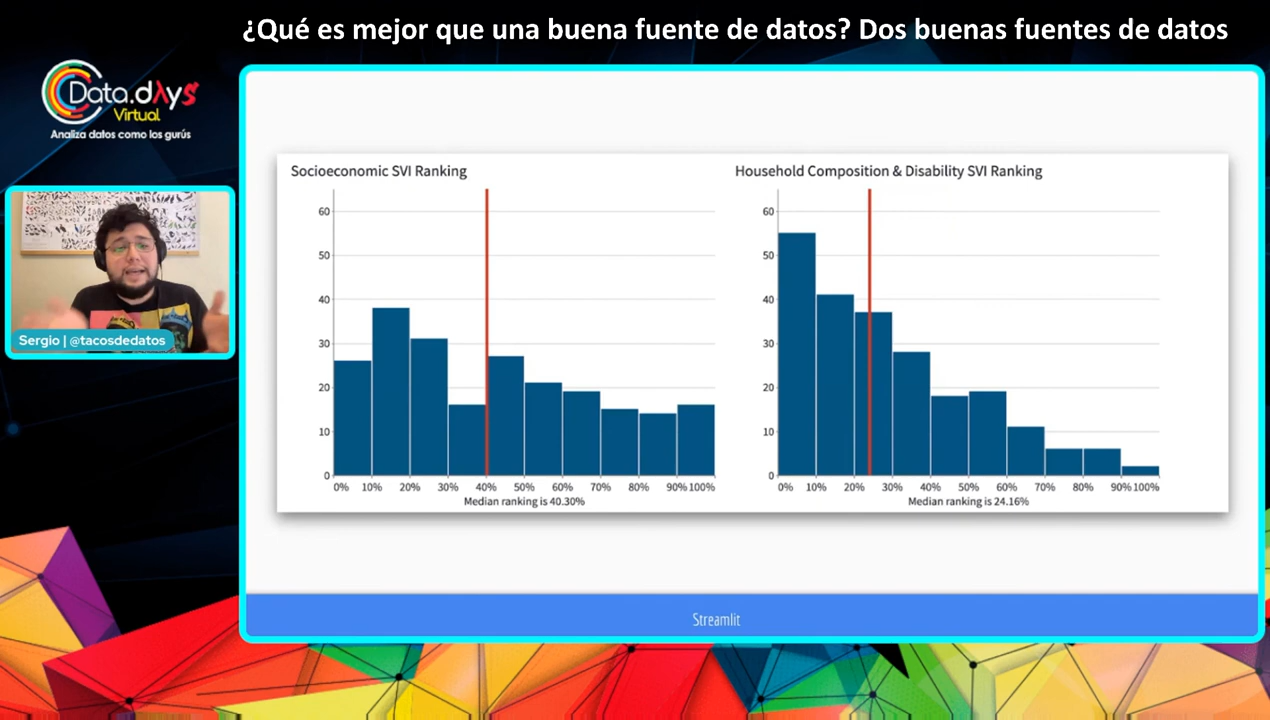 ¿Qué es mejor que una buena fuente de datos? Dos buenas fuentes de datos
Data.dAys
Virtual
Analiza datos como los gurús
Sergio | @tacosdedatos
Socioeconomic SVI Ranking
60
50
40
30
20
10
0
0% 10% 20% 30% 40% 50% 60% 70% 80% 90% 100%
Median ranking is 40.30%
Household Composition & Disability SVI Ranking
60
50
40
30
20
10
0
0% 10% 20% 30% 40% 50% 60% 70% 80% 90% 100%
Median ranking is 24.16%
Streamlit